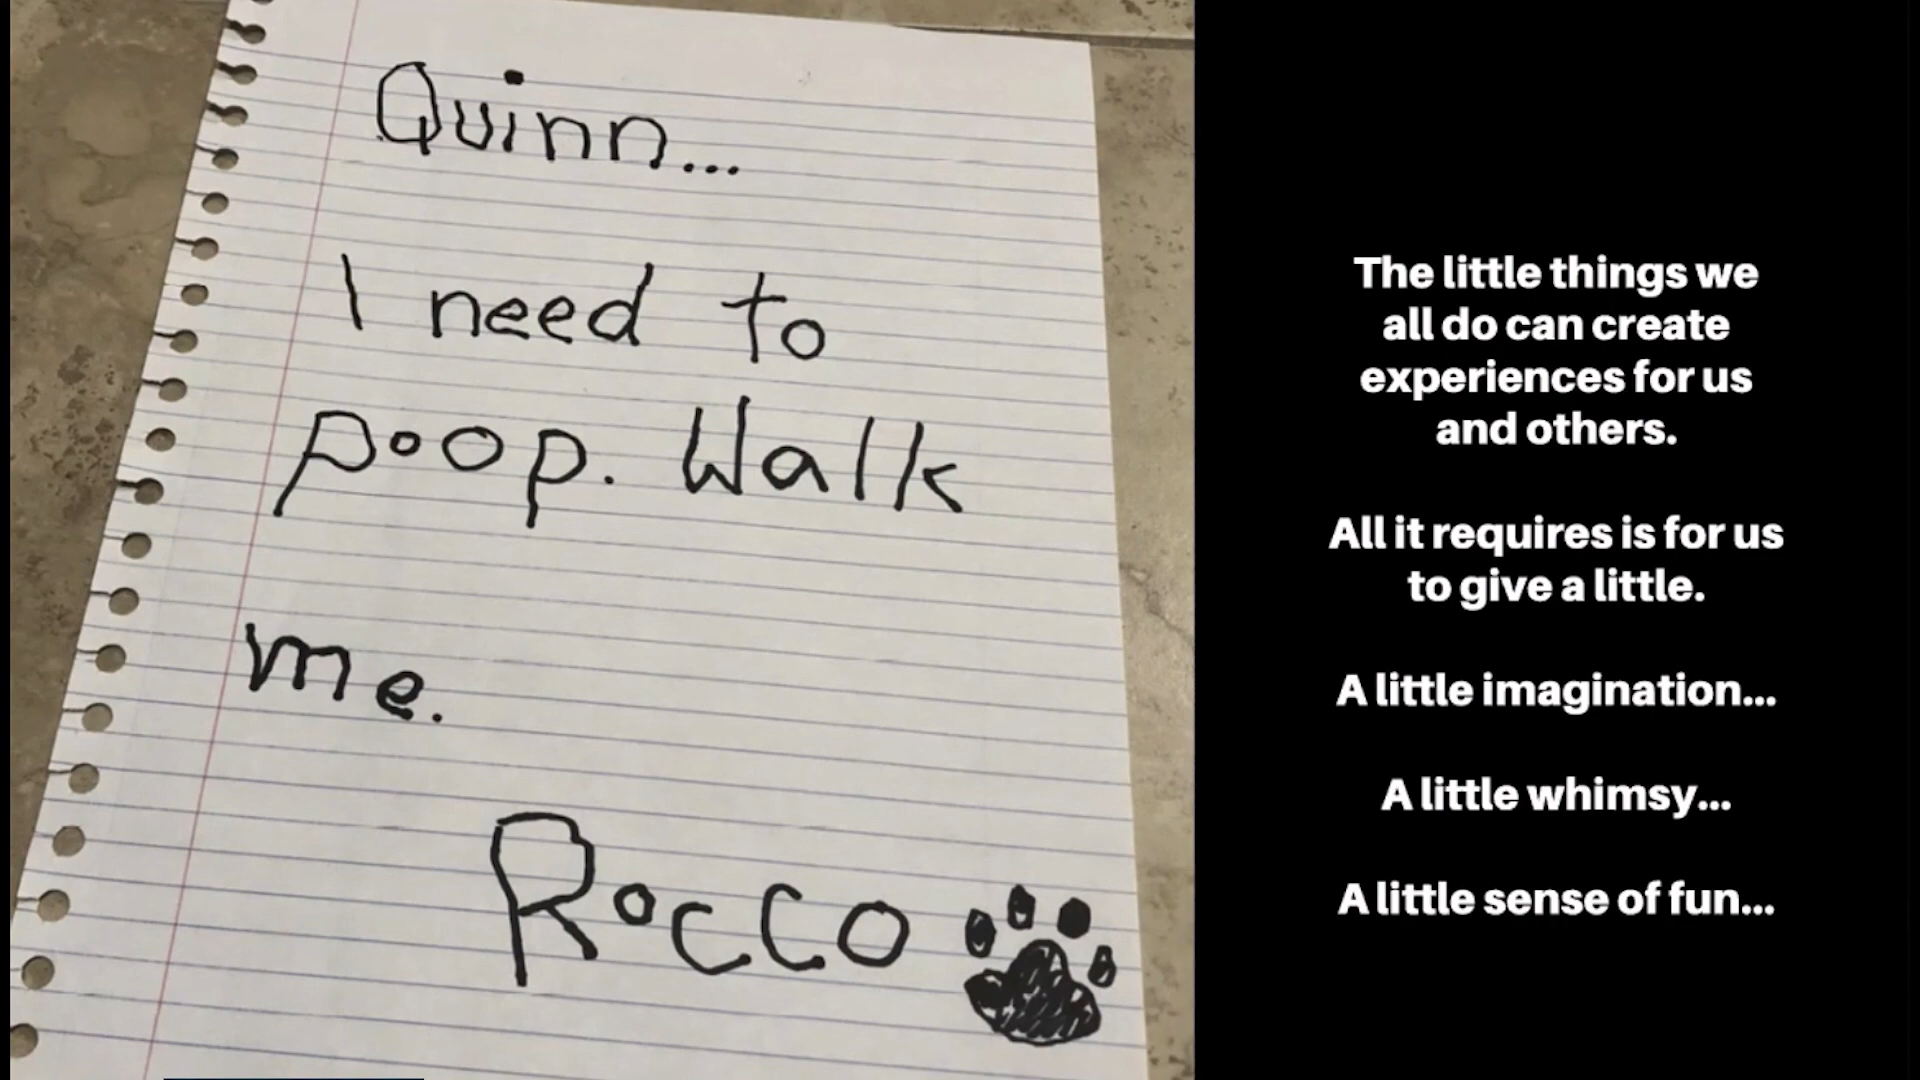 Quinn...
I need to
poop. Walk
me.
Rocco
The little things we
all do can create
experiences for us
and others.
All it requires is for us
to give a little.
A little imagination...
A little whimsy...
A little sense of fun...